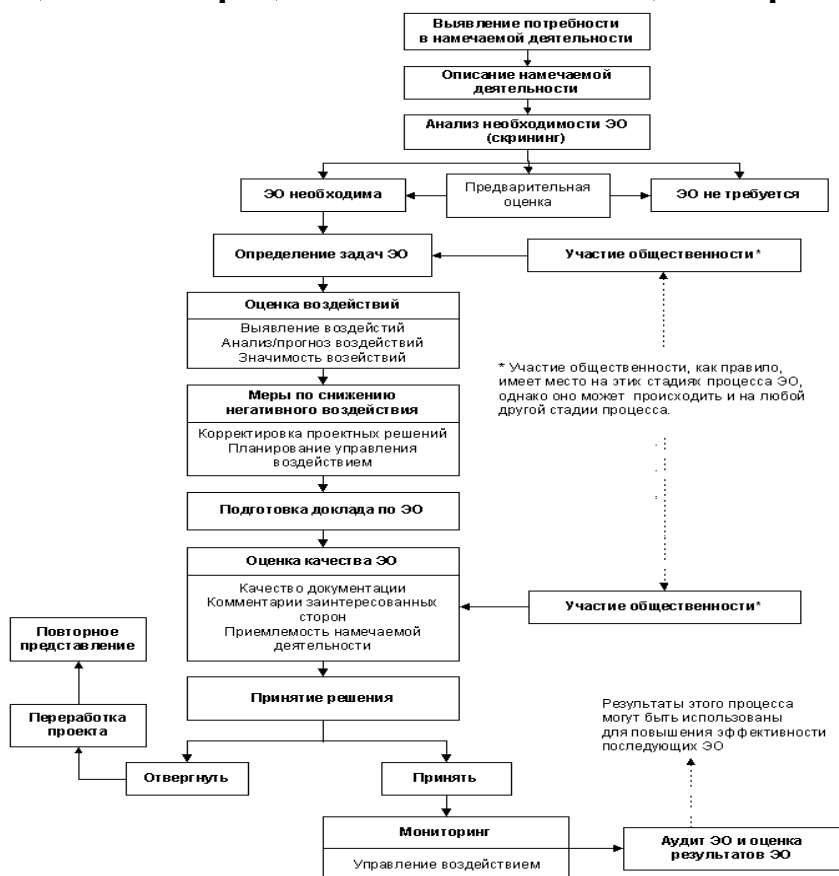 Выявление потребности
в намечаемой деятельности
Описание намечаемой
деятельности
Анализ необходимости ЭО
(скрининг)
ЭО необходима
Предварительная
оценка
ЭО не требуется
Определение задач ЭО
Участие общественности*
Оценка воздействий
Выявление воздестий
Анализ/прогноз воздействий
Значимость возействий
* Участие общественности, как правило,
имеет место на этих стадиях процесса ЭО,
однако оно может происходить и на любой
другой стадии процесса.
Меры по снижению
негативного воздействия
Корректировка проектных решений
Планирование управления
воздействием
Подготовка доклада по ЭО
Оценка качества ЭО
Качество документации
Комментарии заинтересованных
сторон
Приемлемость намечаемой
деятельности
Участие общественности*
Повторное
представление
Принятие решения
Переработка
проекта
Результаты этого процесса
могут быть использованы
для повышения эффективности
последующих ЭО
Отвергнуть
Принять
Мониторинг
Управление воздействием
Аудит ЭО и оценка
результатов ЭО